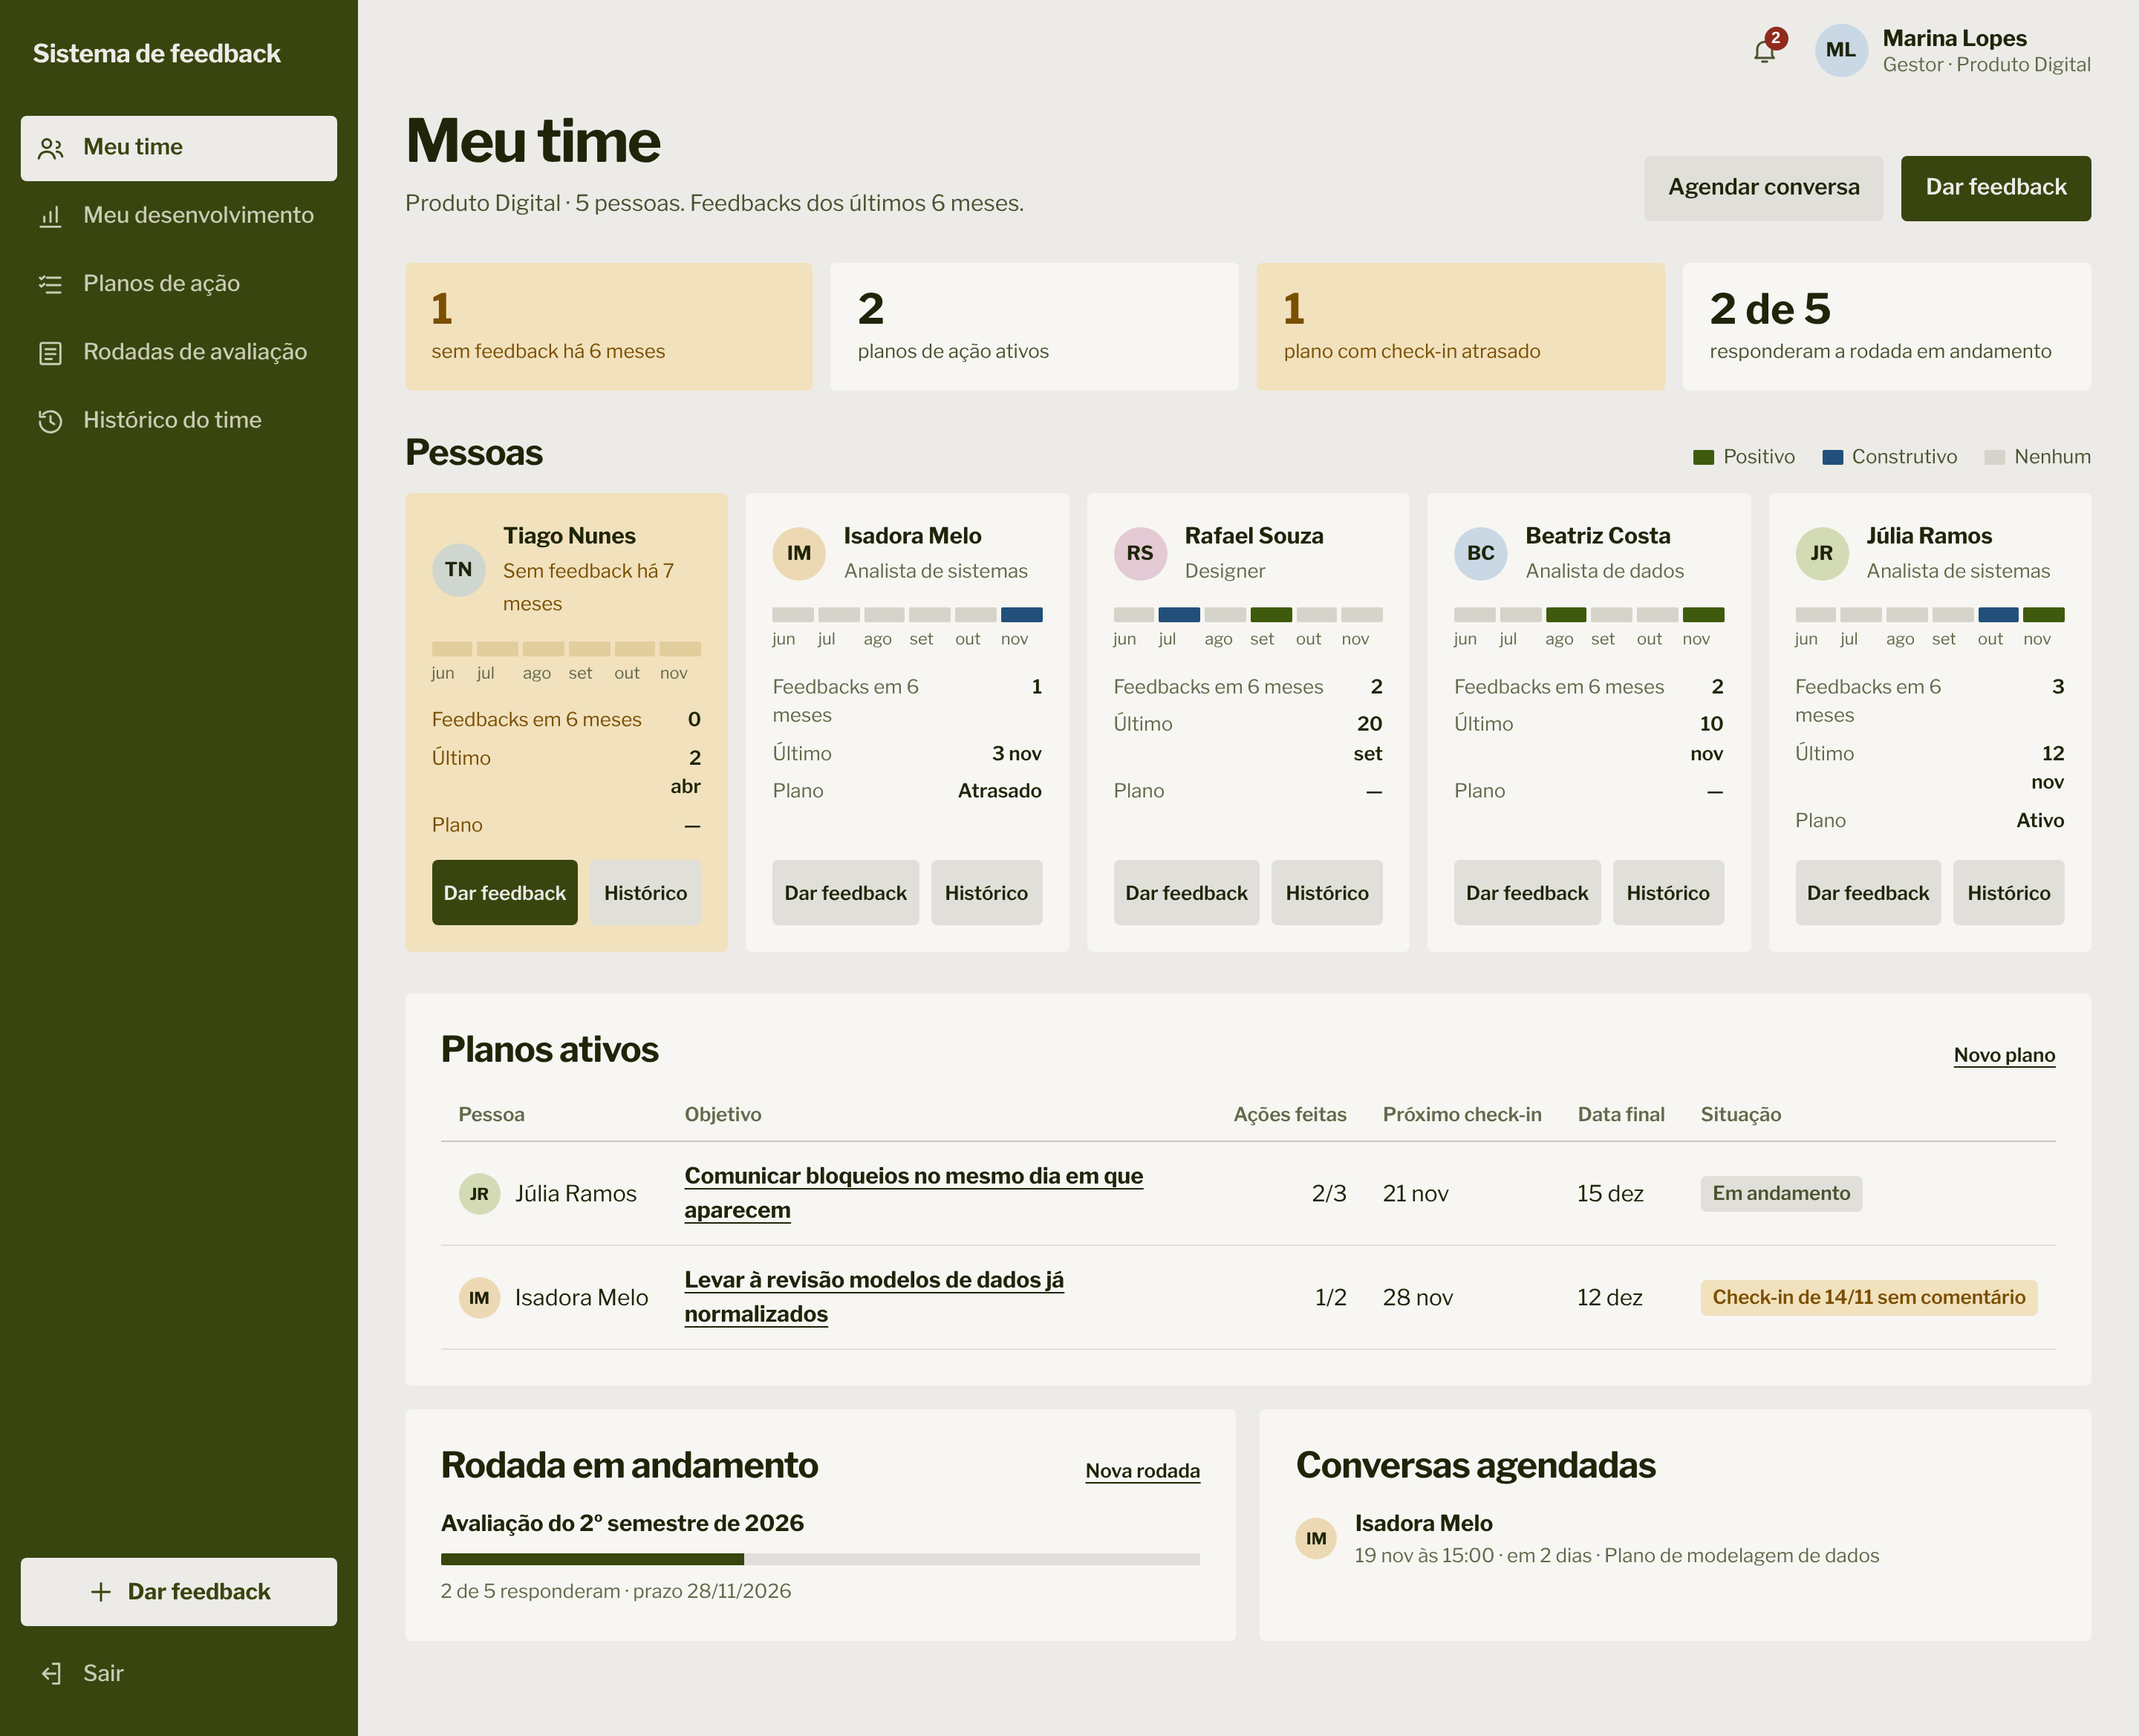 Sistema de feedback
Meu time
Meu desenvolvimento
Planos de ação
Rodadas de avaliação
Histórico do time
Dar feedback
Sair
2
ML
Marina Lopes
Gestor · Produto Digital
Meu time
Produto Digital · 5 pessoas. Feedbacks dos últimos 6 meses.
Agendar conversa
Dar feedback
1
sem feedback há 6 meses
2
planos de ação ativos
1
plano com check-in atrasado
2 de 5
responderam a rodada em andamento
Pessoas
Positivo
Construtivo
Nenhum
TN
Tiago Nunes
Sem feedback há 7
meses
jun jul ago set out nov
Feedbacks em 6 meses 0
Último 2
abr
Plano —
Dar feedback
Histórico
IM
Isadora Melo
Analista de sistemas
jun jul ago set out nov
Feedbacks em 6 1
meses
Último 3 nov
Plano Atrasado
Dar feedback
Histórico
RS
Rafael Souza
Designer
jun jul ago set out nov
Feedbacks em 6 meses 2
Último 20
set
Plano —
Dar feedback
Histórico
BC
Beatriz Costa
Analista de dados
jun jul ago set out nov
Feedbacks em 6 meses 2
Último 10
nov
Plano —
Dar feedback
Histórico
JR
Júlia Ramos
Analista de sistemas
jun jul ago set out nov
Feedbacks em 6 3
meses
Último 12
nov
Plano Ativo
Dar feedback
Histórico
Planos ativos
Novo plano
Pessoa Objetivo Ações feitas Próximo check-in Data final Situação
JR Júlia Ramos
Comunicar bloqueios no mesmo dia em que
aparecem
2/3 21 nov 15 dez Em andamento
IM Isadora Melo
Levar à revisão modelos de dados já
normalizados
1/2 28 nov 12 dez Check-in de 14/11 sem comentário
Rodada em andamento
Nova rodada
Avaliação do 2º semestre de 2026
2 de 5 responderam · prazo 28/11/2026
Conversas agendadas
IM
Isadora Melo
19 nov às 15:00 · em 2 dias · Plano de modelagem de dados